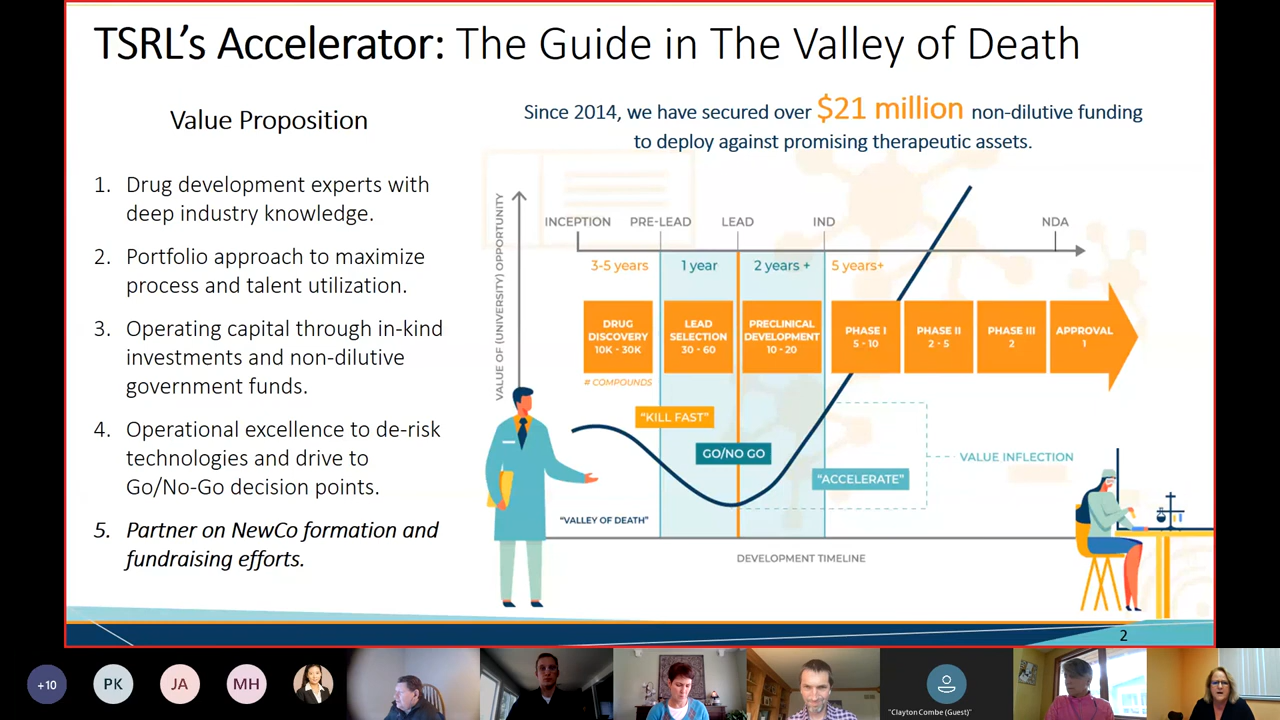 TSRL's Accelerator: The Guide in The Valley of Death
Value Proposition
1. Drug development experts with
deep industry knowledge.
2. Portfolio approach to maximize
process and talent utilization.
3. Operating capital through in-kind
investments and non-dilutive
government funds.
4. Operational excellence to de-risk
technologies and drive to
Go/No-Go decision points.
5. Partner on NewCo formation and
fundraising efforts.
Since 2014, we have secured over $21 million non-dilutive funding
to deploy against promising therapeutic assets.
VALUE OF (UNIVERSITY) OPPORTUNITY
INCEPTION PRE-LEAD LEAD IND NDA
3-5 years 1 year 2 years + 5 years+
DRUG
DISCOVERY
10K - 30K
LEAD
SELECTION
30 - 60
PRECLINICAL
DEVELOPMENT
10 - 20
PHASE I
5 - 10
PHASE II
2 - 5
PHASE III
2
APPROVAL
1
# COMPOUNDS
"KILL FAST"
GO/NO GO
"ACCELERATE"
VALUE INFLECTION
"VALLEY OF DEATH"
DEVELOPMENT TIMELINE
2
+10
PK
JA
MH
"Clayton Combe (Guest)"